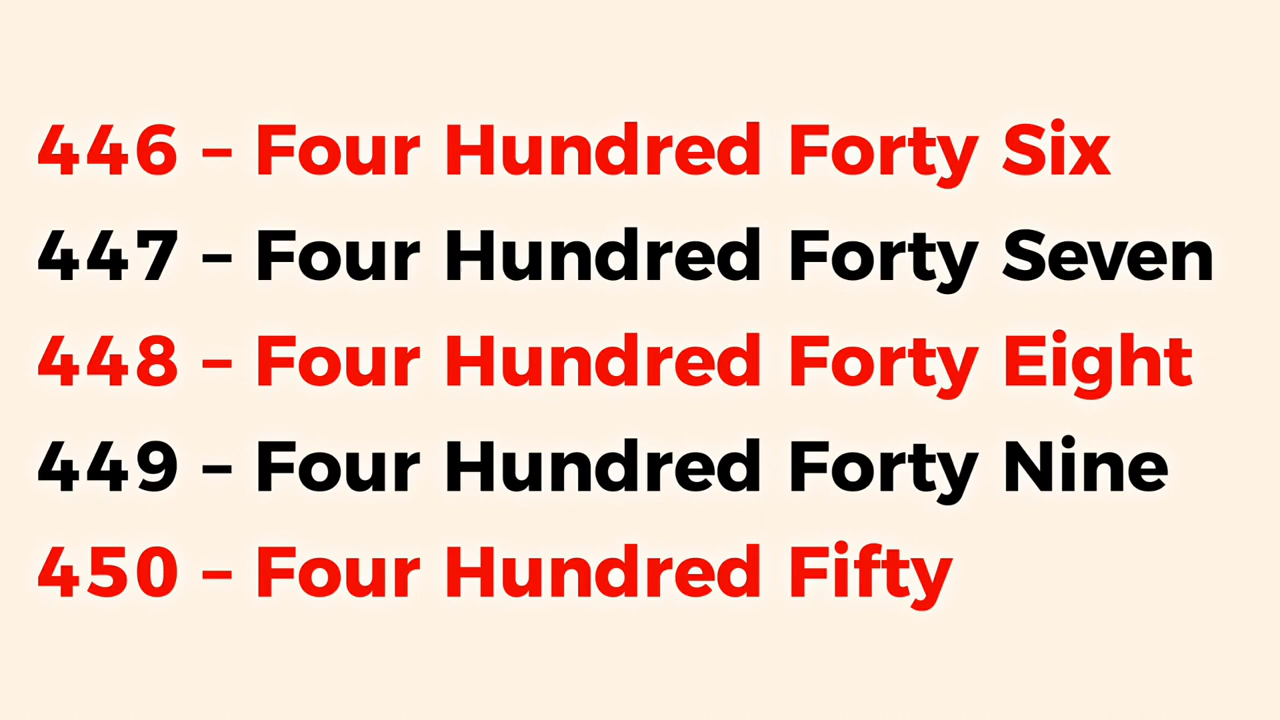 446 – Four Hundred Forty Six
447 – Four Hundred Forty Seven
448 – Four Hundred Forty Eight
449 – Four Hundred Forty Nine
450 – Four Hundred Fifty